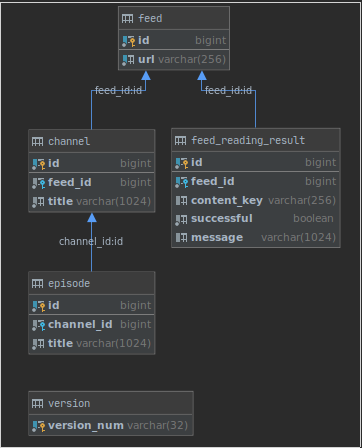 feed
id bigint
url varchar(256)
feed_id:id feed_id:id
channel
id bigint
feed_id bigint
title varchar(1024)
feed_reading_result
id bigint
feed_id bigint
content_key varchar(256)
successful boolean
message varchar(1024)
channel_id:id
episode
id bigint
channel_id bigint
title varchar(1024)
version
version_num varchar(32)